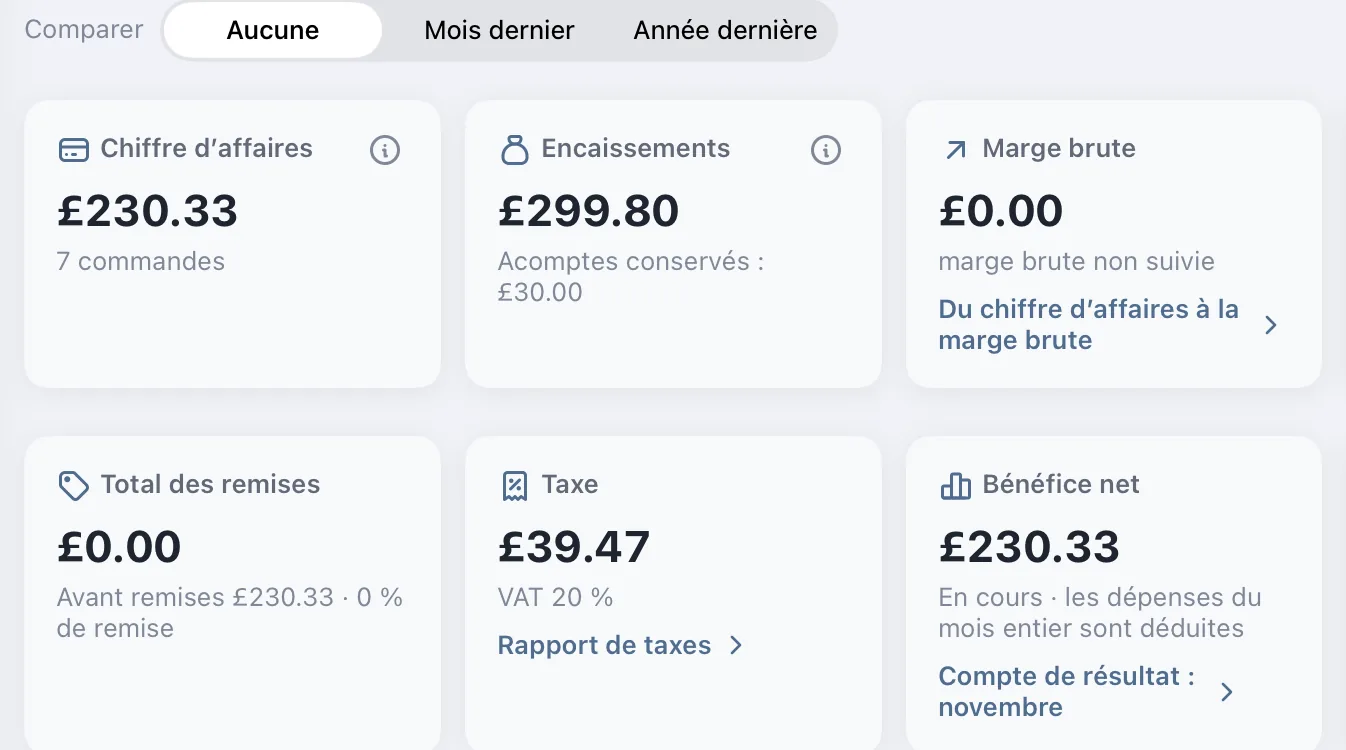 Comparer
Aucune
Mois dernier
Année dernière
Chiffre d’affaires
£230.33
7 commandes
Encaissements
£299.80
Acomptes conservés :
£30.00
Marge brute
£0.00
marge brute non suivie
Du chiffre d’affaires à la
marge brute
Total des remises
£0.00
Avant remises £230.33 · 0 %
de remise
Taxe
£39.47
VAT 20 %
Rapport de taxes
Bénéfice net
£230.33
En cours · les dépenses du
mois entier sont déduites
Compte de résultat :
novembre